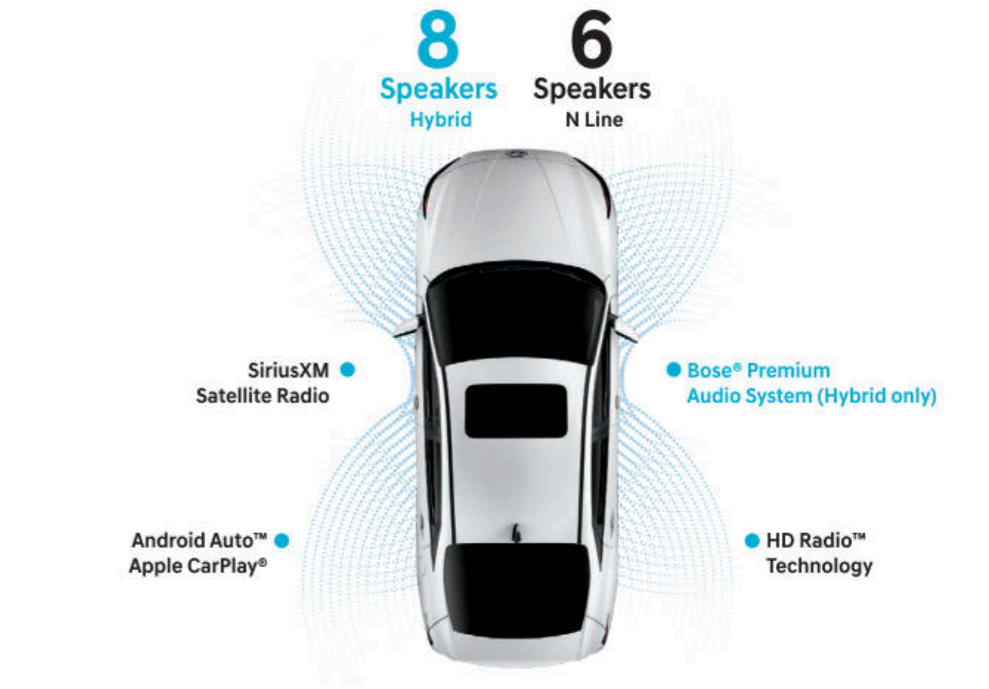 8
Speakers
Hybrid
6
Speakers
N Line
SiriusXM
Satellite Radio
Bose® Premium
Audio System (Hybrid only)
Android Auto™
Apple CarPlay®
HD Radio™
Technology